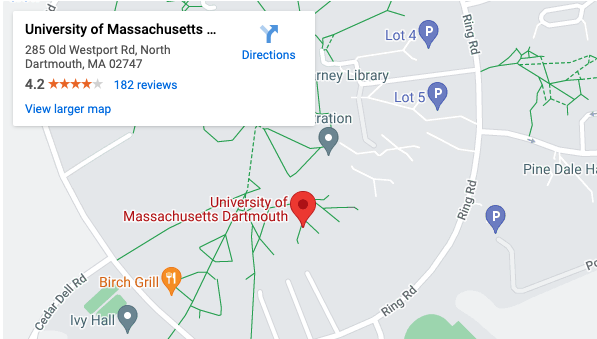 University of Massachusetts ...
285 Old Westport Rd, North
Dartmouth, MA 02747
4.2 182 reviews
View larger map
Directions
Lot 4
P
Ring Rd
rney Library
Lot 5
P
tration
Pine Dale Ha
University of
Massachusetts Dartmouth
Ring Rd
P
Birch Grill
Po
Cedar Dell Rd
Ivy Hall
Ring Rd